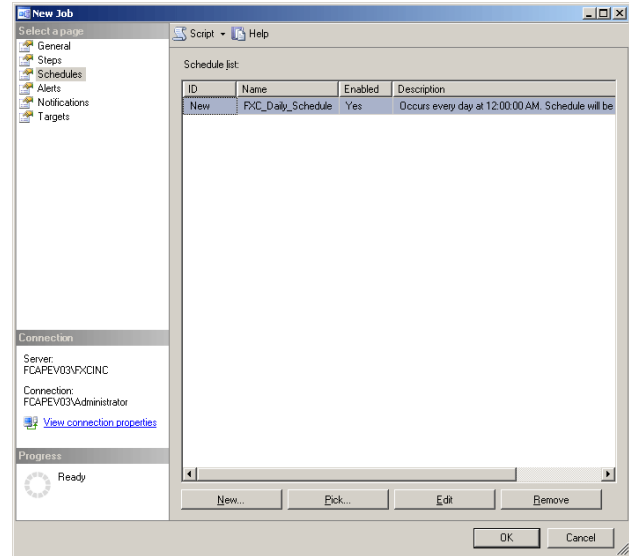 New Job
Select a page
General
Steps
Schedules
Alerts
Notifications
Targets
Script Help
Schedule list:
ID Name Enabled Description
New FXC_Daily_Schedule Yes Occurs every day at 12:00:00 AM. Schedule will be
Connection
Server:
FCAPEV03\FXCINC
Connection:
FCAPEV03\Administrator
View connection properties
Progress
Ready
New... Pick... Edit Remove
OK Cancel